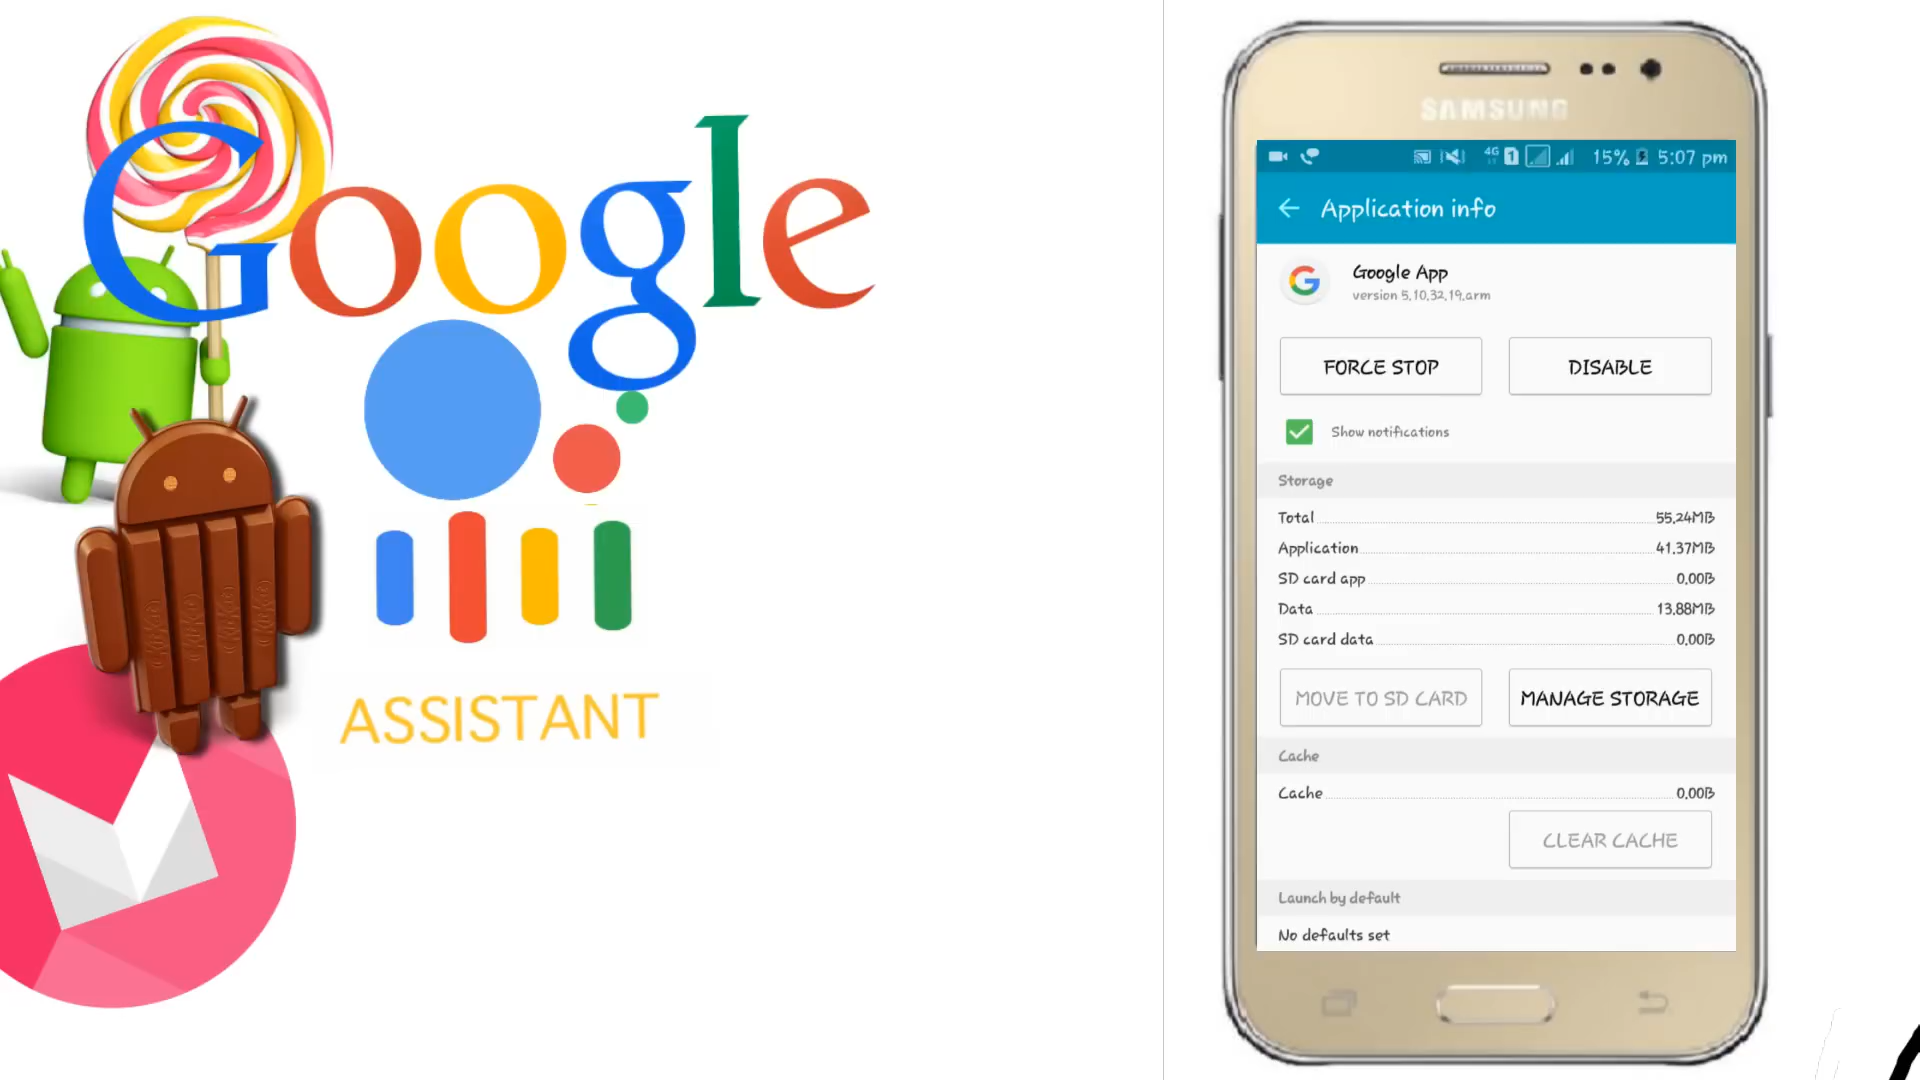 Google
ASSISTANT
SAMSUNG
4G 1 15% 5:07 pm
Application info
Google App
version 5.10.32.19.arm
FORCE STOP
DISABLE
Show notifications
Storage
Total 55.24MB
Application 41.37MB
SD card app 0.00B
Data 13.88MB
SD card data 0.00B
MOVE TO SD CARD
MANAGE STORAGE
Cache
Cache 0.00B
CLEAR CACHE
Launch by default
No defaults set